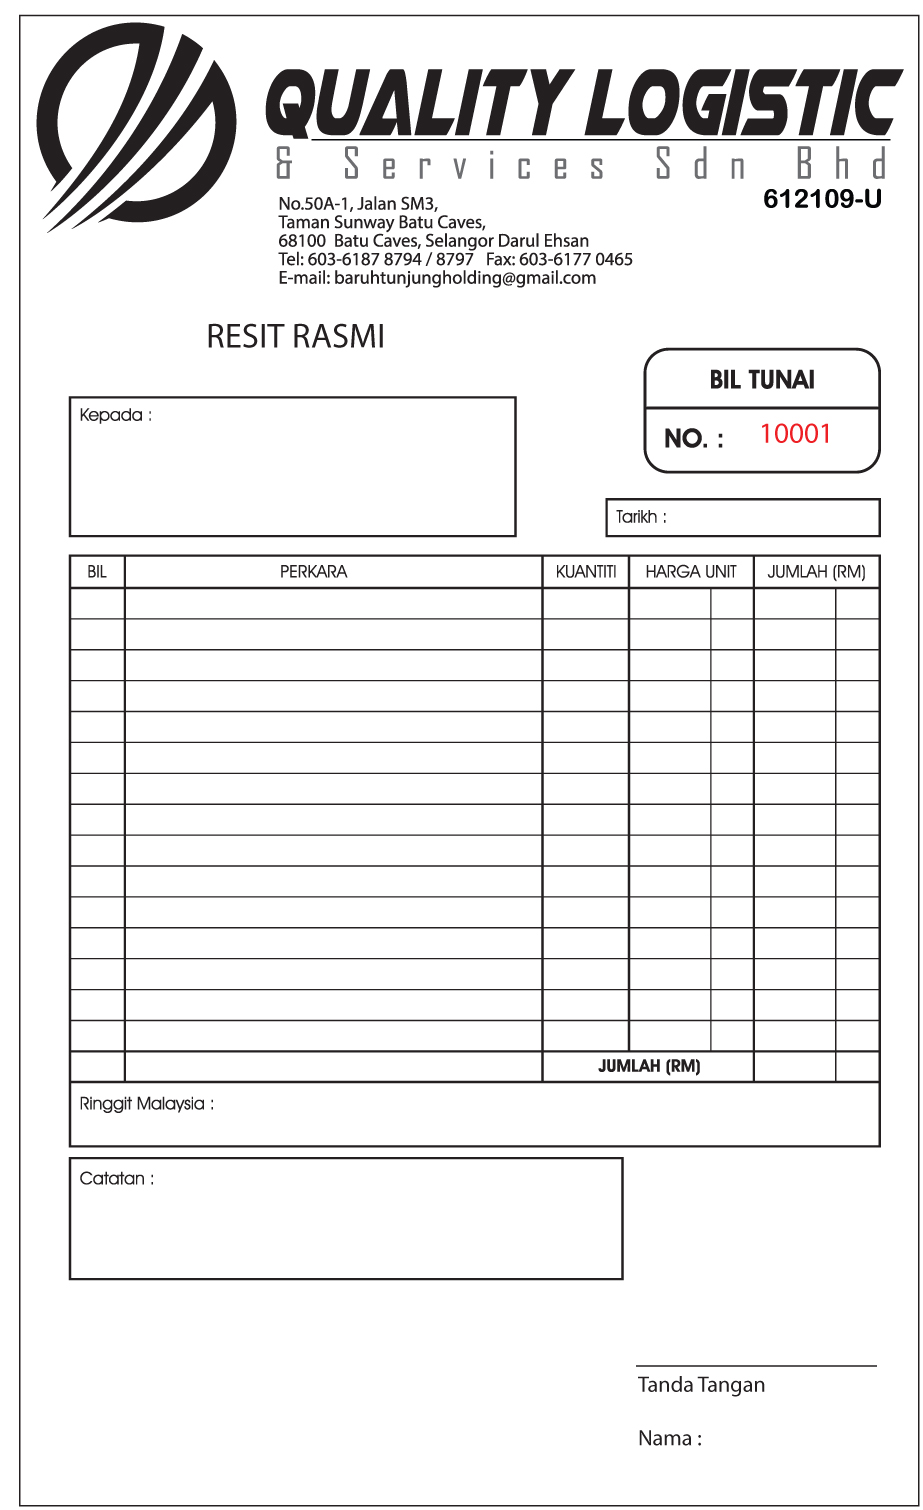 QUALITY LOGISTIC
& Services Sdn Bhd
612109-U
No.50A-1, Jalan SM3,
Taman Sunway Batu Caves,
68100 Batu Caves, Selangor Darul Ehsan
Tel: 603-6187 8794 / 8797 Fax: 603-6177 0465
E-mail: baruhtunjungholding@gmail.com
RESIT RASMI
BIL TUNAI
NO. : 10001
Kepada :
Tarikh :
BIL PERKARA KUANTITI HARGA UNIT JUMLAH (RM)
JUMLAH (RM)
Ringgit Malaysia :
Catatan :
Tanda Tangan
Nama :